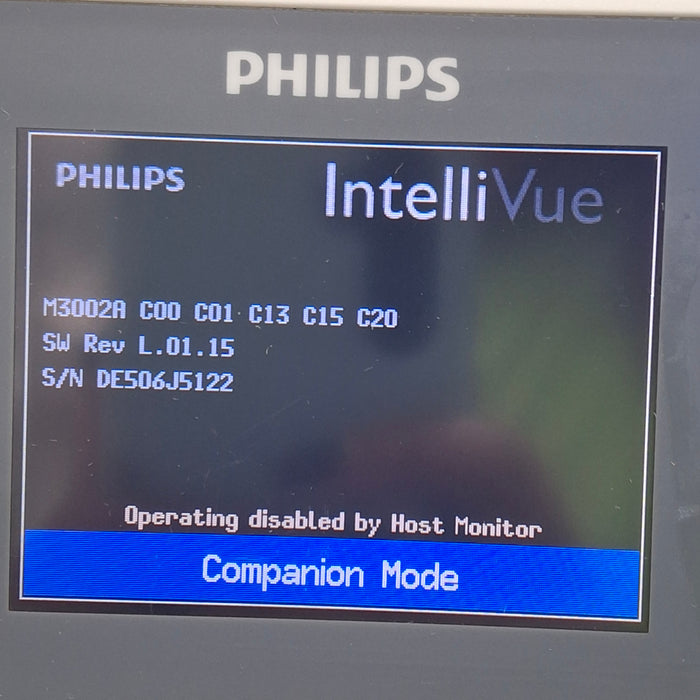 PHILIPS
PHILIPS IntelliVue
M3002A C00 C01 C13 C15 C20
SW Rev L.01.15
S/N DE506J5122
Operating disabled by Host Monitor
Companion Mode